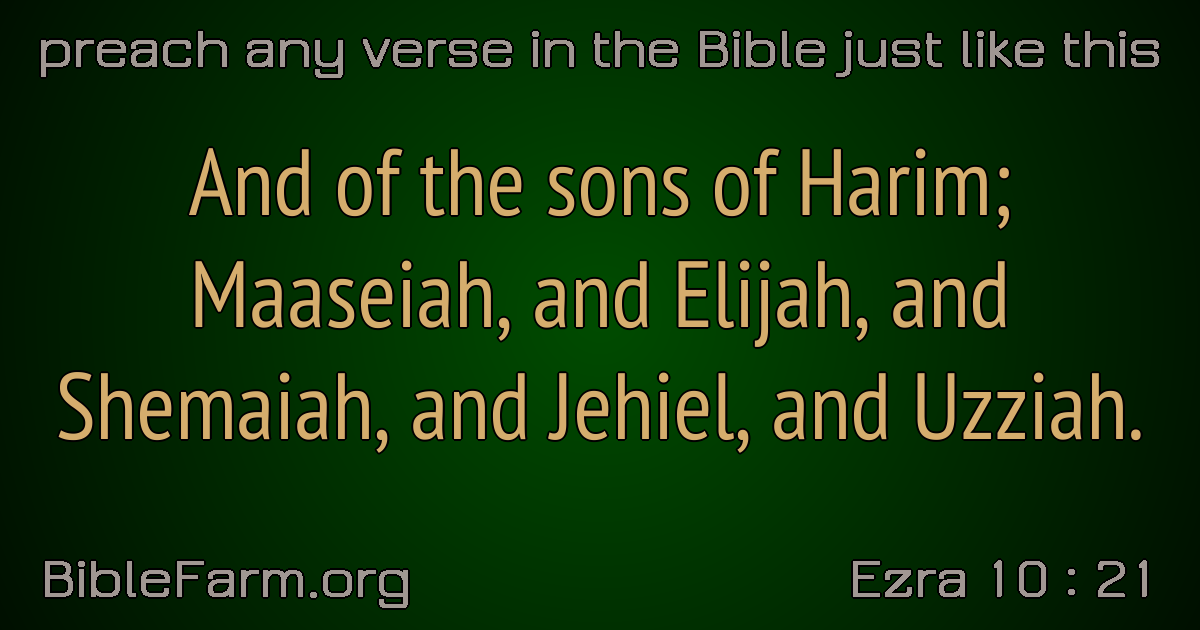 preach any verse in the Bible just like this
And of the sons of Harim;
Maaseiah, and Elijah, and
Shemaiah, and Jehiel, and Uzziah.
BibleFarm.org
Ezra 10 : 21